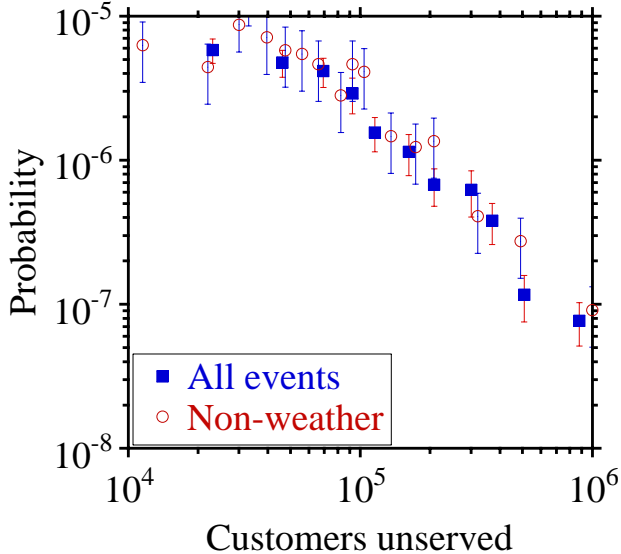 10^-5
10^-6
Probability
10^-7
All events
Non-weather
10^-8
10^4 10^5 10^6
Customers unserved